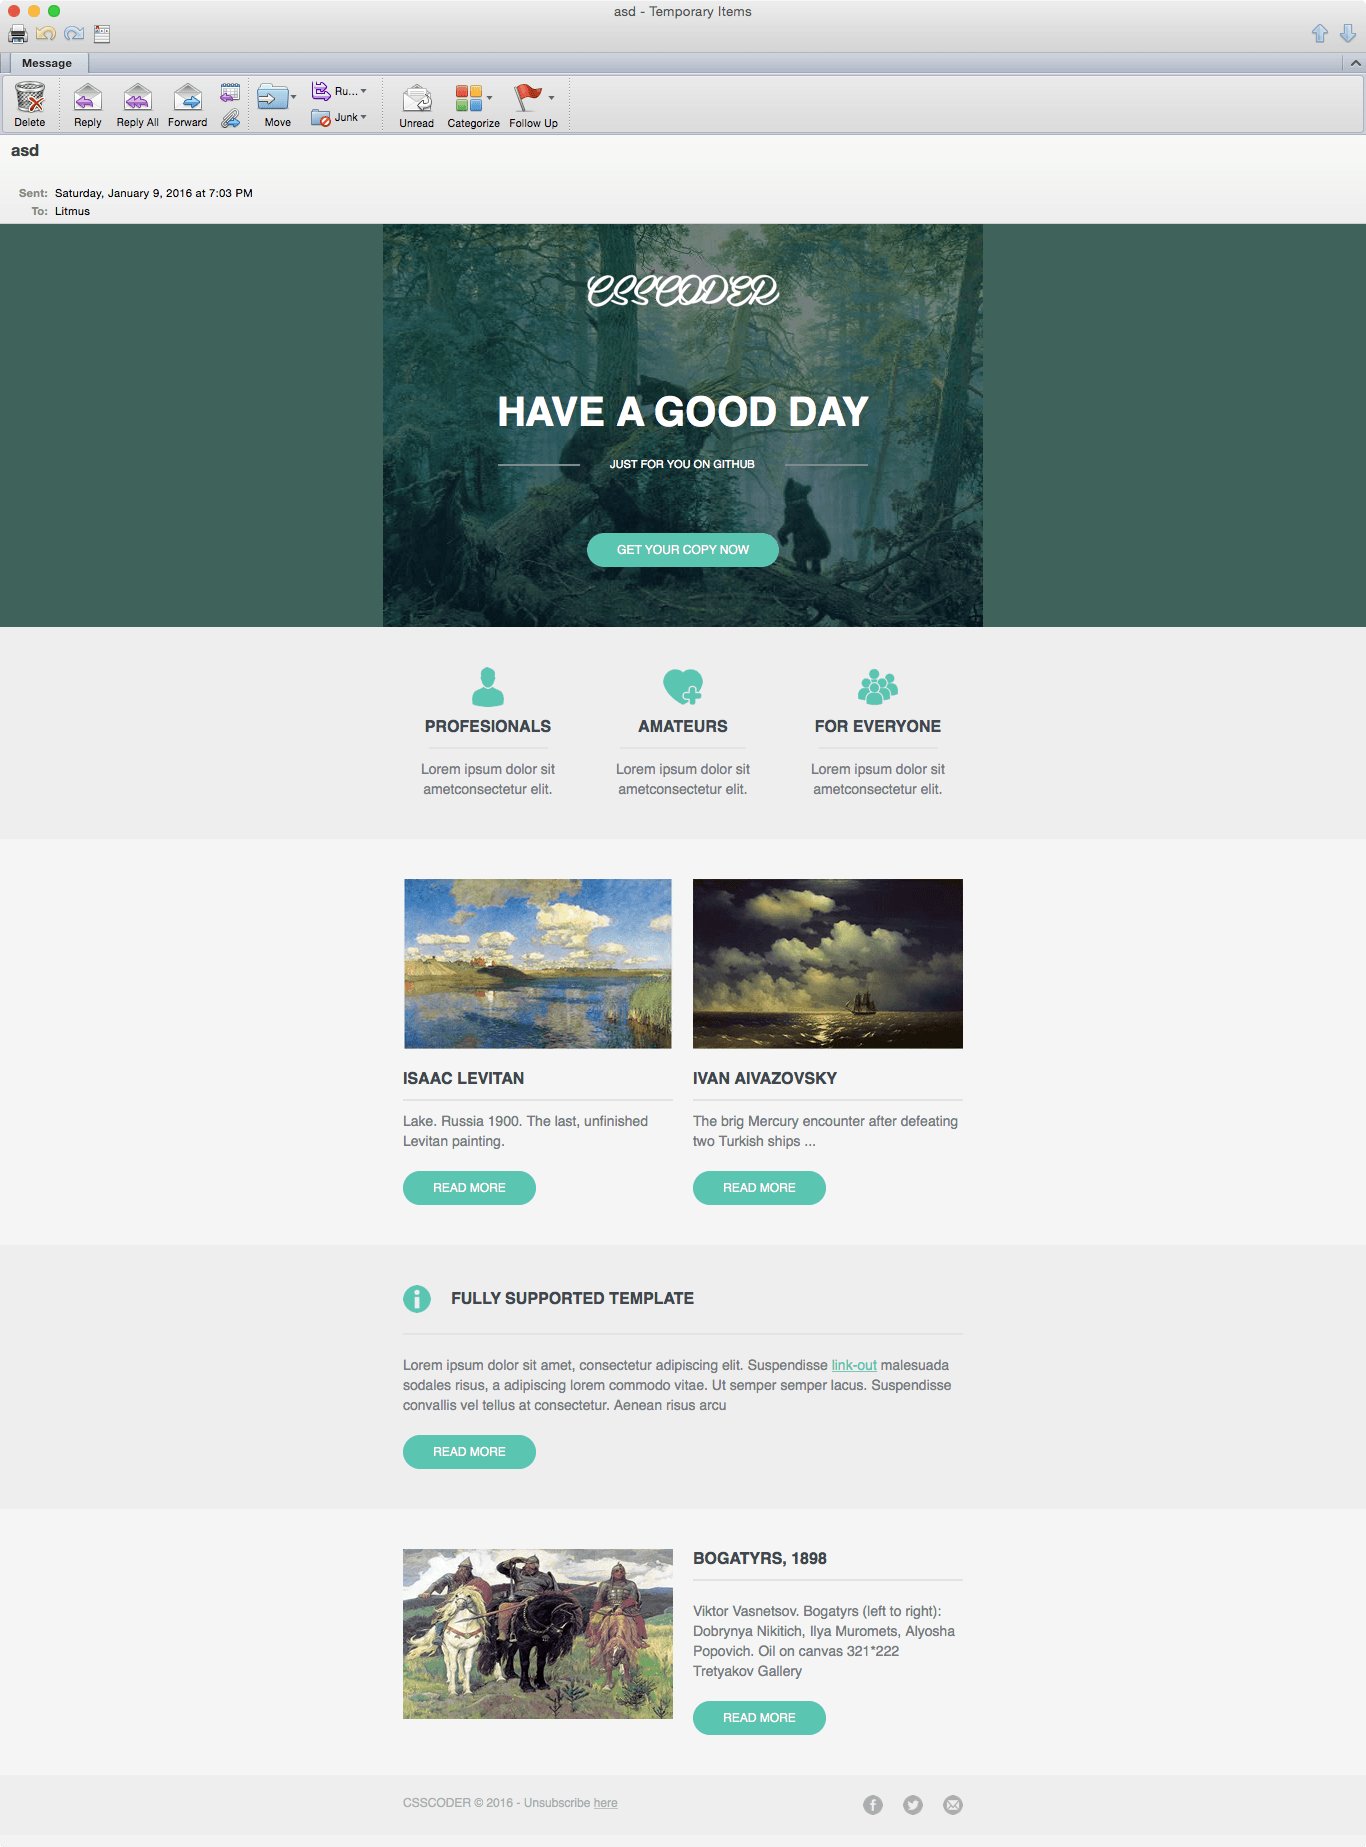 asd - Temporary Items
Message
Delete
Reply
Reply All
Forward
Move
Ru...
Junk
Unread
Categorize
Follow Up
asd
Sent: Saturday, January 9, 2016 at 7:03 PM
To: Litmus
CSSCODER
HAVE A GOOD DAY
JUST FOR YOU ON GITHUB
GET YOUR COPY NOW
PROFESIONALS
Lorem ipsum dolor sit
ametconsectetur elit.
AMATEURS
Lorem ipsum dolor sit
ametconsectetur elit.
FOR EVERYONE
Lorem ipsum dolor sit
ametconsectetur elit.
ISAAC LEVITAN
Lake. Russia 1900. The last, unfinished
Levitan painting.
READ MORE
IVAN AIVAZOVSKY
The brig Mercury encounter after defeating
two Turkish ships ...
READ MORE
FULLY SUPPORTED TEMPLATE
Lorem ipsum dolor sit amet, consectetur adipiscing elit. Suspendisse link-out malesuada
sodales risus, a adipiscing lorem commodo vitae. Ut semper semper lacus. Suspendisse
convallis vel tellus at consectetur. Aenean risus arcu
READ MORE
BOGATYRS, 1898
Viktor Vasnetsov. Bogatyrs (left to right):
Dobrynya Nikitich, Ilya Muromets, Alyosha
Popovich. Oil on canvas 321*222
Tretyakov Gallery
READ MORE
CSSCODER © 2016 - Unsubscribe here